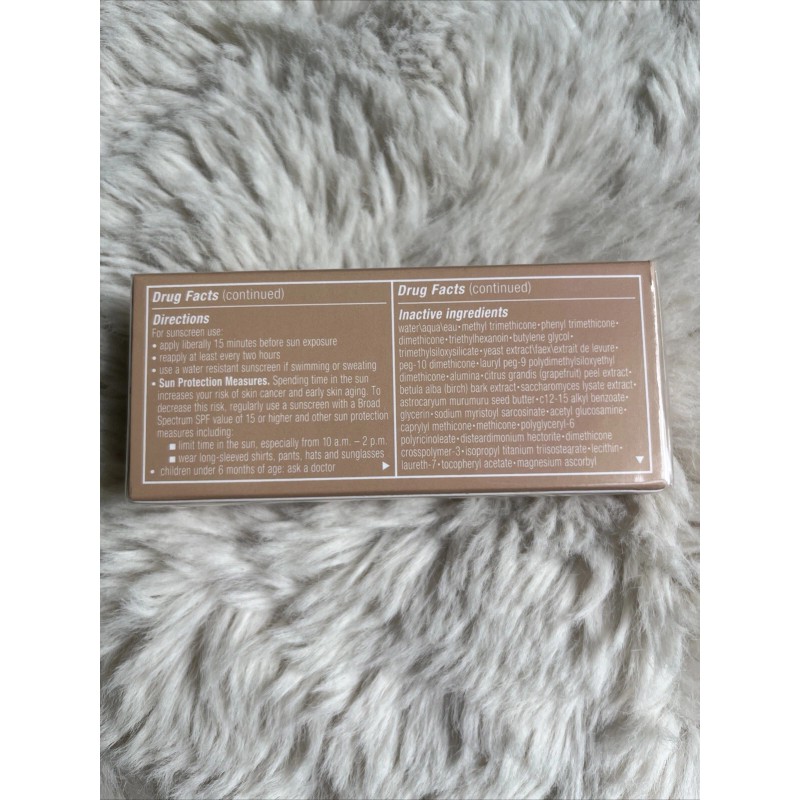 Drug Facts (continued)
Directions
For sunscreen use:
• apply liberally 15 minutes before sun exposure
• reapply at least every two hours
• use a water resistant sunscreen if swimming or sweating
• Sun Protection Measures. Spending time in the sun
increases your risk of skin cancer and early skin aging. To
decrease this risk, regularly use a sunscreen with a Broad
Spectrum SPF value of 15 or higher and other sun protection
measures including:
■ limit time in the sun, especially from 10 a.m. – 2 p.m.
■ wear long-sleeved shirts, pants, hats and sunglasses
• children under 6 months of age: ask a doctor ▶
Drug Facts (continued)
Inactive ingredients
water\aqua\eau • methyl trimethicone • phenyl trimethicone •
dimethicone • triethylhexanoin • butylene glycol •
trimethylsiloxysilicate • yeast extract\faex\extrait de levure •
peg-10 dimethicone • lauryl peg-9 polydimethylsiloxyethyl
dimethicone • alumina • citrus grandis (grapefruit) peel extract •
betula alba (birch) bark extract • saccharomyces lysate extract •
astrocaryum murumuru seed butter • c12-15 alkyl benzoate •
glycerin • sodium myristoyl sarcosinate • acetyl glucosamine •
caprylyl methicone • methicone • polyglyceryl-6
polyricinoleate • disteardimonium hectorite • dimethicone
crosspolymer-3 • isopropyl titanium triisostearate • lecithin •
laureth-7 • tocopheryl acetate • magnesium ascorbyl ▼